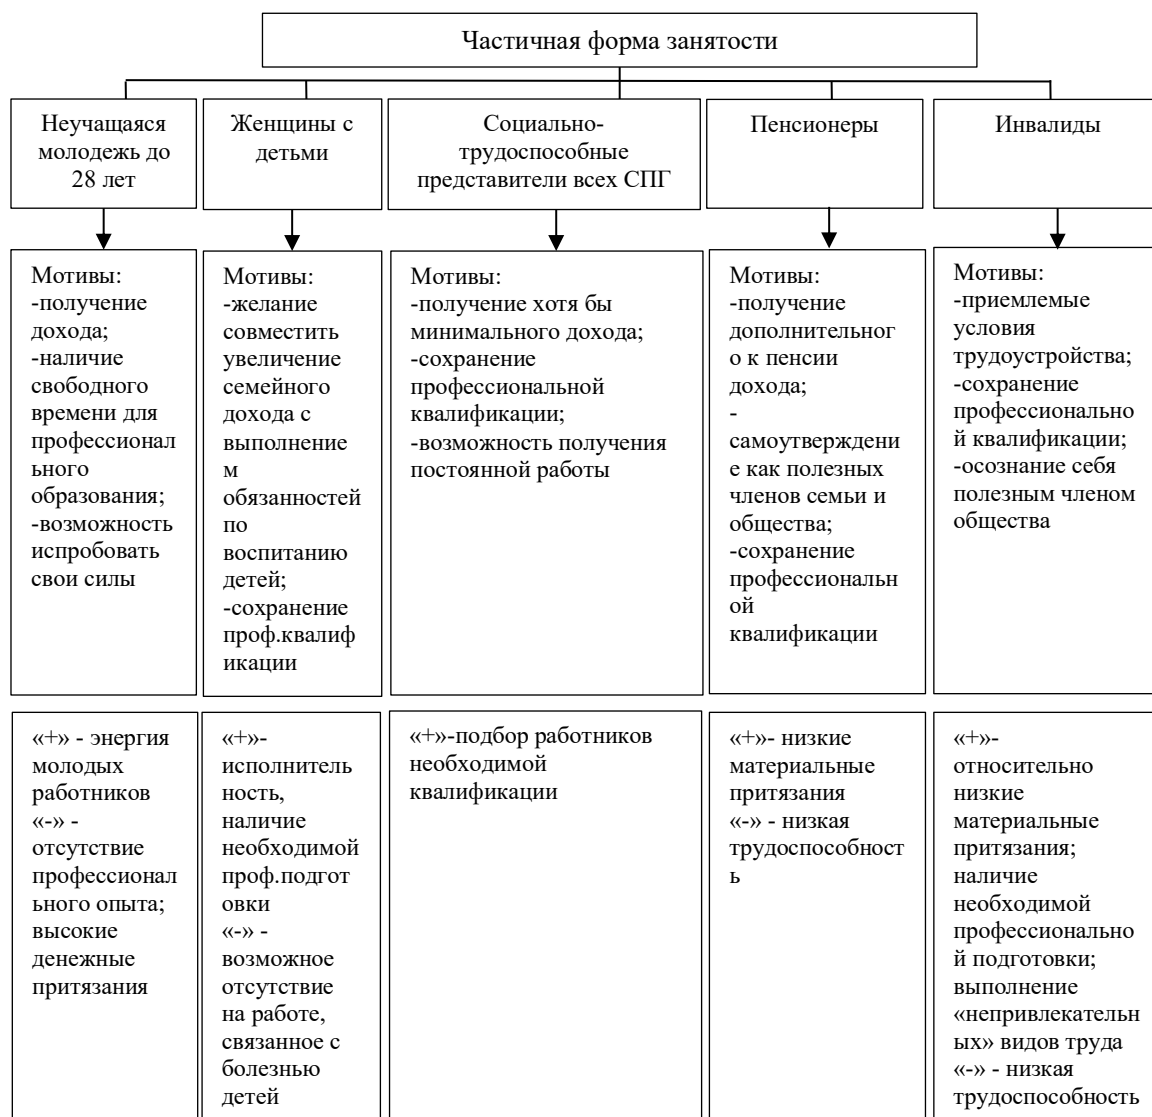 Частичная форма занятости
Неучащаяся
молодежь до
28 лет
Женщины с
детьми
Социально-
трудоспособные
представители всех СПГ
Пенсионеры
Инвалиды
Мотивы:
-получение
дохода;
-наличие
свободного
времени для
профессионал
ьного
образования;
-возможность
испробовать
свои силы
Мотивы:
-желание
совместить
увеличение
семейного
дохода с
выполнение
м
обязанностей
по
воспитанию
детей;
-сохранение
проф.квалиф
икации
Мотивы:
-получение хотя бы
минимального дохода;
-сохранение
профессиональной
квалификации;
-возможность получения
постоянной работы
Мотивы:
-получение
дополнительног
о к пенсии
дохода;
-
самоутверждени
е как полезных
членов семьи и
общества;
-сохранение
профессиональн
ой
квалификации
Мотивы:
-приемлемые
условия
трудоустройства;
-сохранение
профессионально
й квалификации;
-осознание себя
полезным членом
общества
«+» - энергия
молодых
работников
«-» -
отсутствие
профессионал
ьного опыта;
высокие
денежные
притязания
«+»-
исполнитель
ность,
наличие
необходимой
проф.подгот
овки
«-» -
возможное
отсутствие
на работе,
связанное с
болезнью
детей
«+»-подбор работников
необходимой
квалификации
«+»- низкие
материальные
притязания
«-» - низкая
трудоспособност
ь
«+»-
относительно
низкие
материальные
притязания;
наличие
необходимой
профессионально
й подготовки;
выполнение
«непривлекательн
ых» видов труда
«-» - низкая
трудоспособность